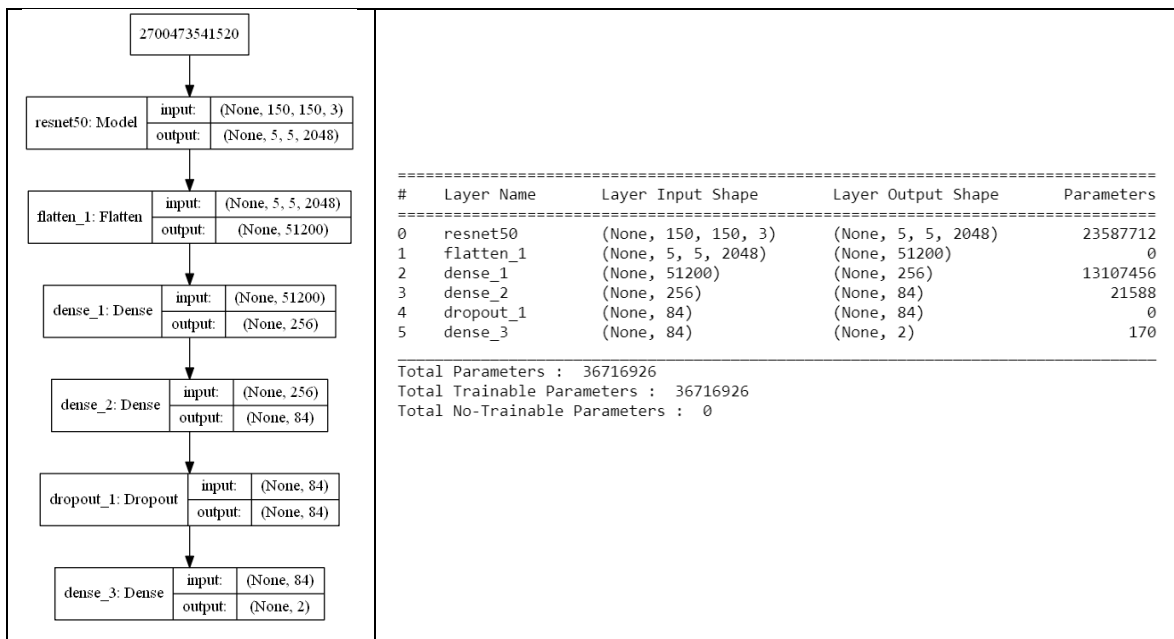 2700473541520
resnet50: Model
input: (None, 150, 150, 3)
output: (None, 5, 5, 2048)
flatten_1: Flatten
input: (None, 5, 5, 2048)
output: (None, 51200)
dense_1: Dense
input: (None, 51200)
output: (None, 256)
dense_2: Dense
input: (None, 256)
output: (None, 84)
dropout_1: Dropout
input: (None, 84)
output: (None, 84)
dense_3: Dense
input: (None, 84)
output: (None, 2)
# Layer Name Layer Input Shape Layer Output Shape Parameters
0 resnet50 (None, 150, 150, 3) (None, 5, 5, 2048) 23587712
1 flatten_1 (None, 5, 5, 2048) (None, 51200) 0
2 dense_1 (None, 51200) (None, 256) 13107456
3 dense_2 (None, 256) (None, 84) 21588
4 dropout_1 (None, 84) (None, 84) 0
5 dense_3 (None, 84) (None, 2) 170
Total Parameters : 36716926
Total Trainable Parameters : 36716926
Total No-Trainable Parameters : 0